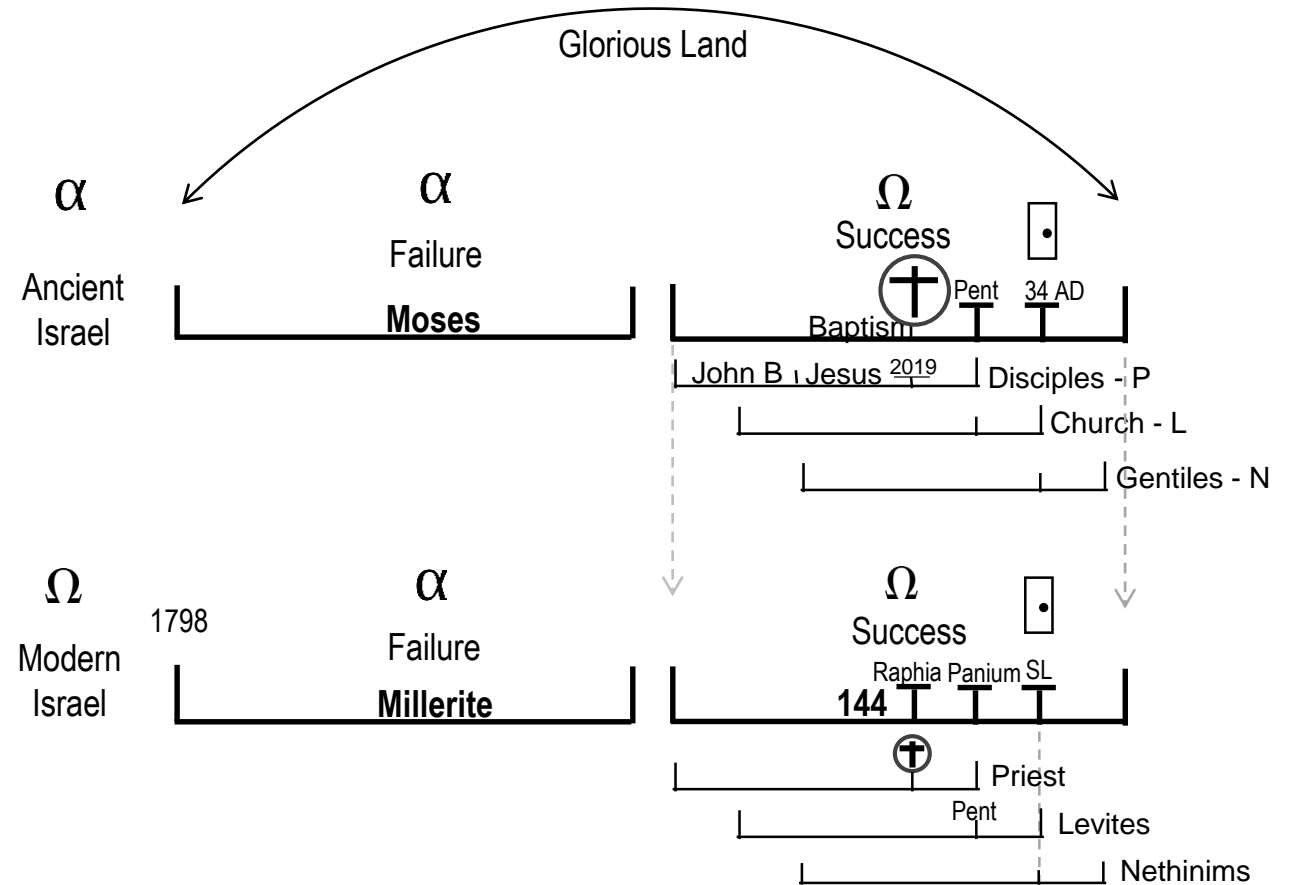 Glorious Land
α
α
Ω
Success
Failure
Ancient
Israel
Moses
Pent
34 AD
Baptism
John B
Jesus
2019
Disciples - P
Church - L
Gentiles - N
Ω
α
Ω
1798
Modern
Israel
Failure
Success
Millerite
Raphia
Panium
SL
144
Priest
Pent
Levites
Nethinims